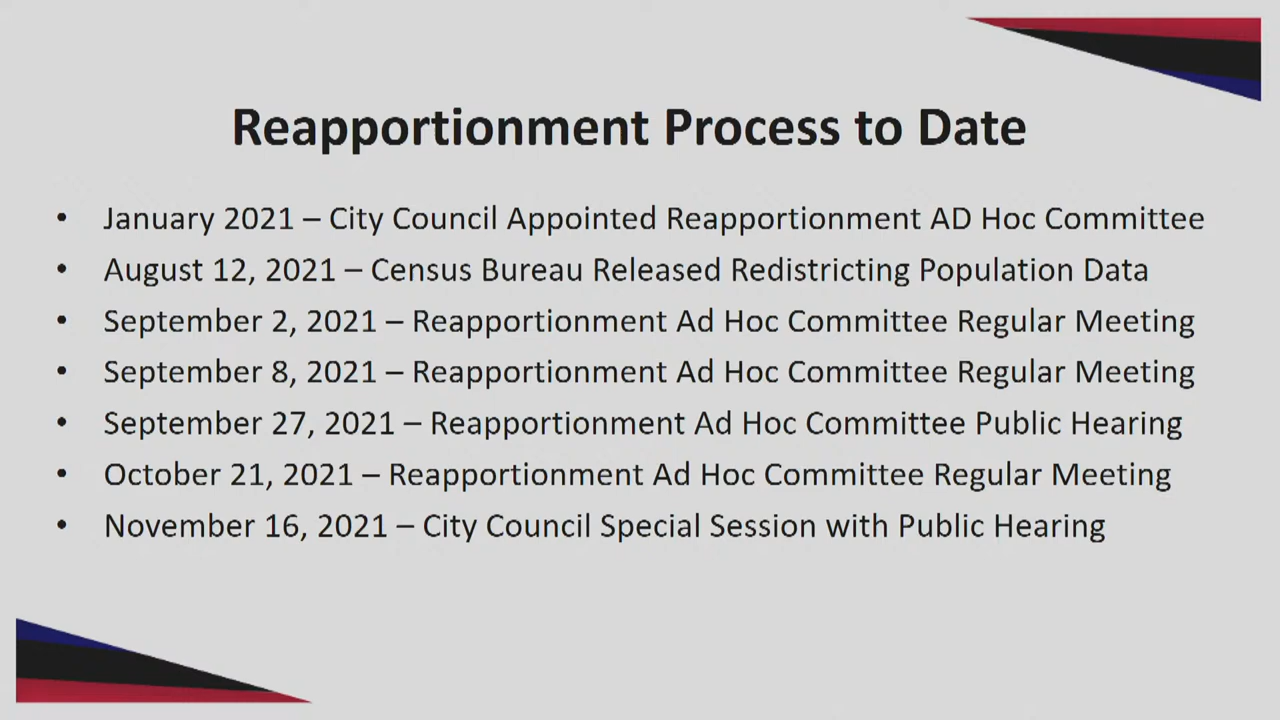 Reapportionment Process to Date
• January 2021 – City Council Appointed Reapportionment AD Hoc Committee
• August 12, 2021 – Census Bureau Released Redistricting Population Data
• September 2, 2021 – Reapportionment Ad Hoc Committee Regular Meeting
• September 8, 2021 – Reapportionment Ad Hoc Committee Regular Meeting
• September 27, 2021 – Reapportionment Ad Hoc Committee Public Hearing
• October 21, 2021 – Reapportionment Ad Hoc Committee Regular Meeting
• November 16, 2021 – City Council Special Session with Public Hearing